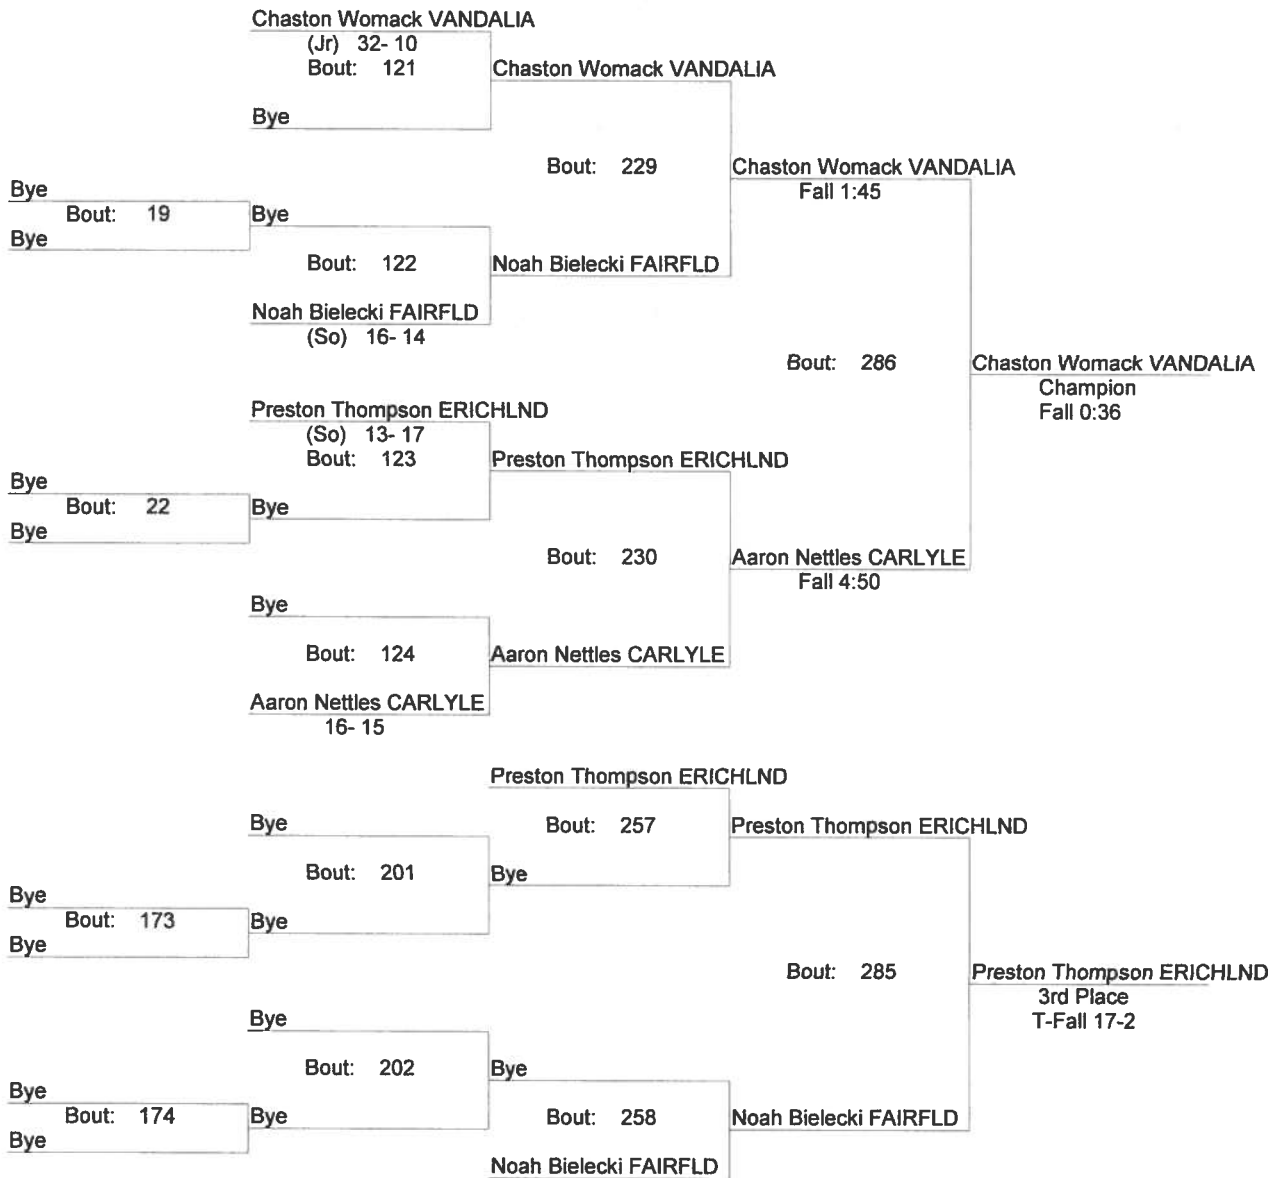 Chaston Womack VANDALIA
(Jr) 32- 10
Bout: 121
Chaston Womack VANDALIA
Bye
Bout: 229
Chaston Womack VANDALIA
Fall 1:45
Bye
Bout: 19
Bye
Bye
Bout: 122
Noah Bielecki FAIRFLD
Noah Bielecki FAIRFLD
(So) 16- 14
Bout: 286
Chaston Womack VANDALIA
Champion
Fall 0:36
Preston Thompson ERICHLND
(So) 13- 17
Bout: 123
Preston Thompson ERICHLND
Bye
Bout: 22
Bye
Bye
Bout: 230
Aaron Nettles CARLYLE
Fall 4:50
Bye
Bout: 124
Aaron Nettles CARLYLE
Aaron Nettles CARLYLE
16- 15
Preston Thompson ERICHLND
Bye
Bout: 257
Preston Thompson ERICHLND
Bout: 201
Bye
Bye
Bout: 173
Bye
Bye
Bout: 285
Preston Thompson ERICHLND
3rd Place
T-Fall 17-2
Bye
Bout: 202
Bye
Bye
Bout: 174
Bye
Bye
Bout: 258
Noah Bielecki FAIRFLD
Noah Bielecki FAIRFLD